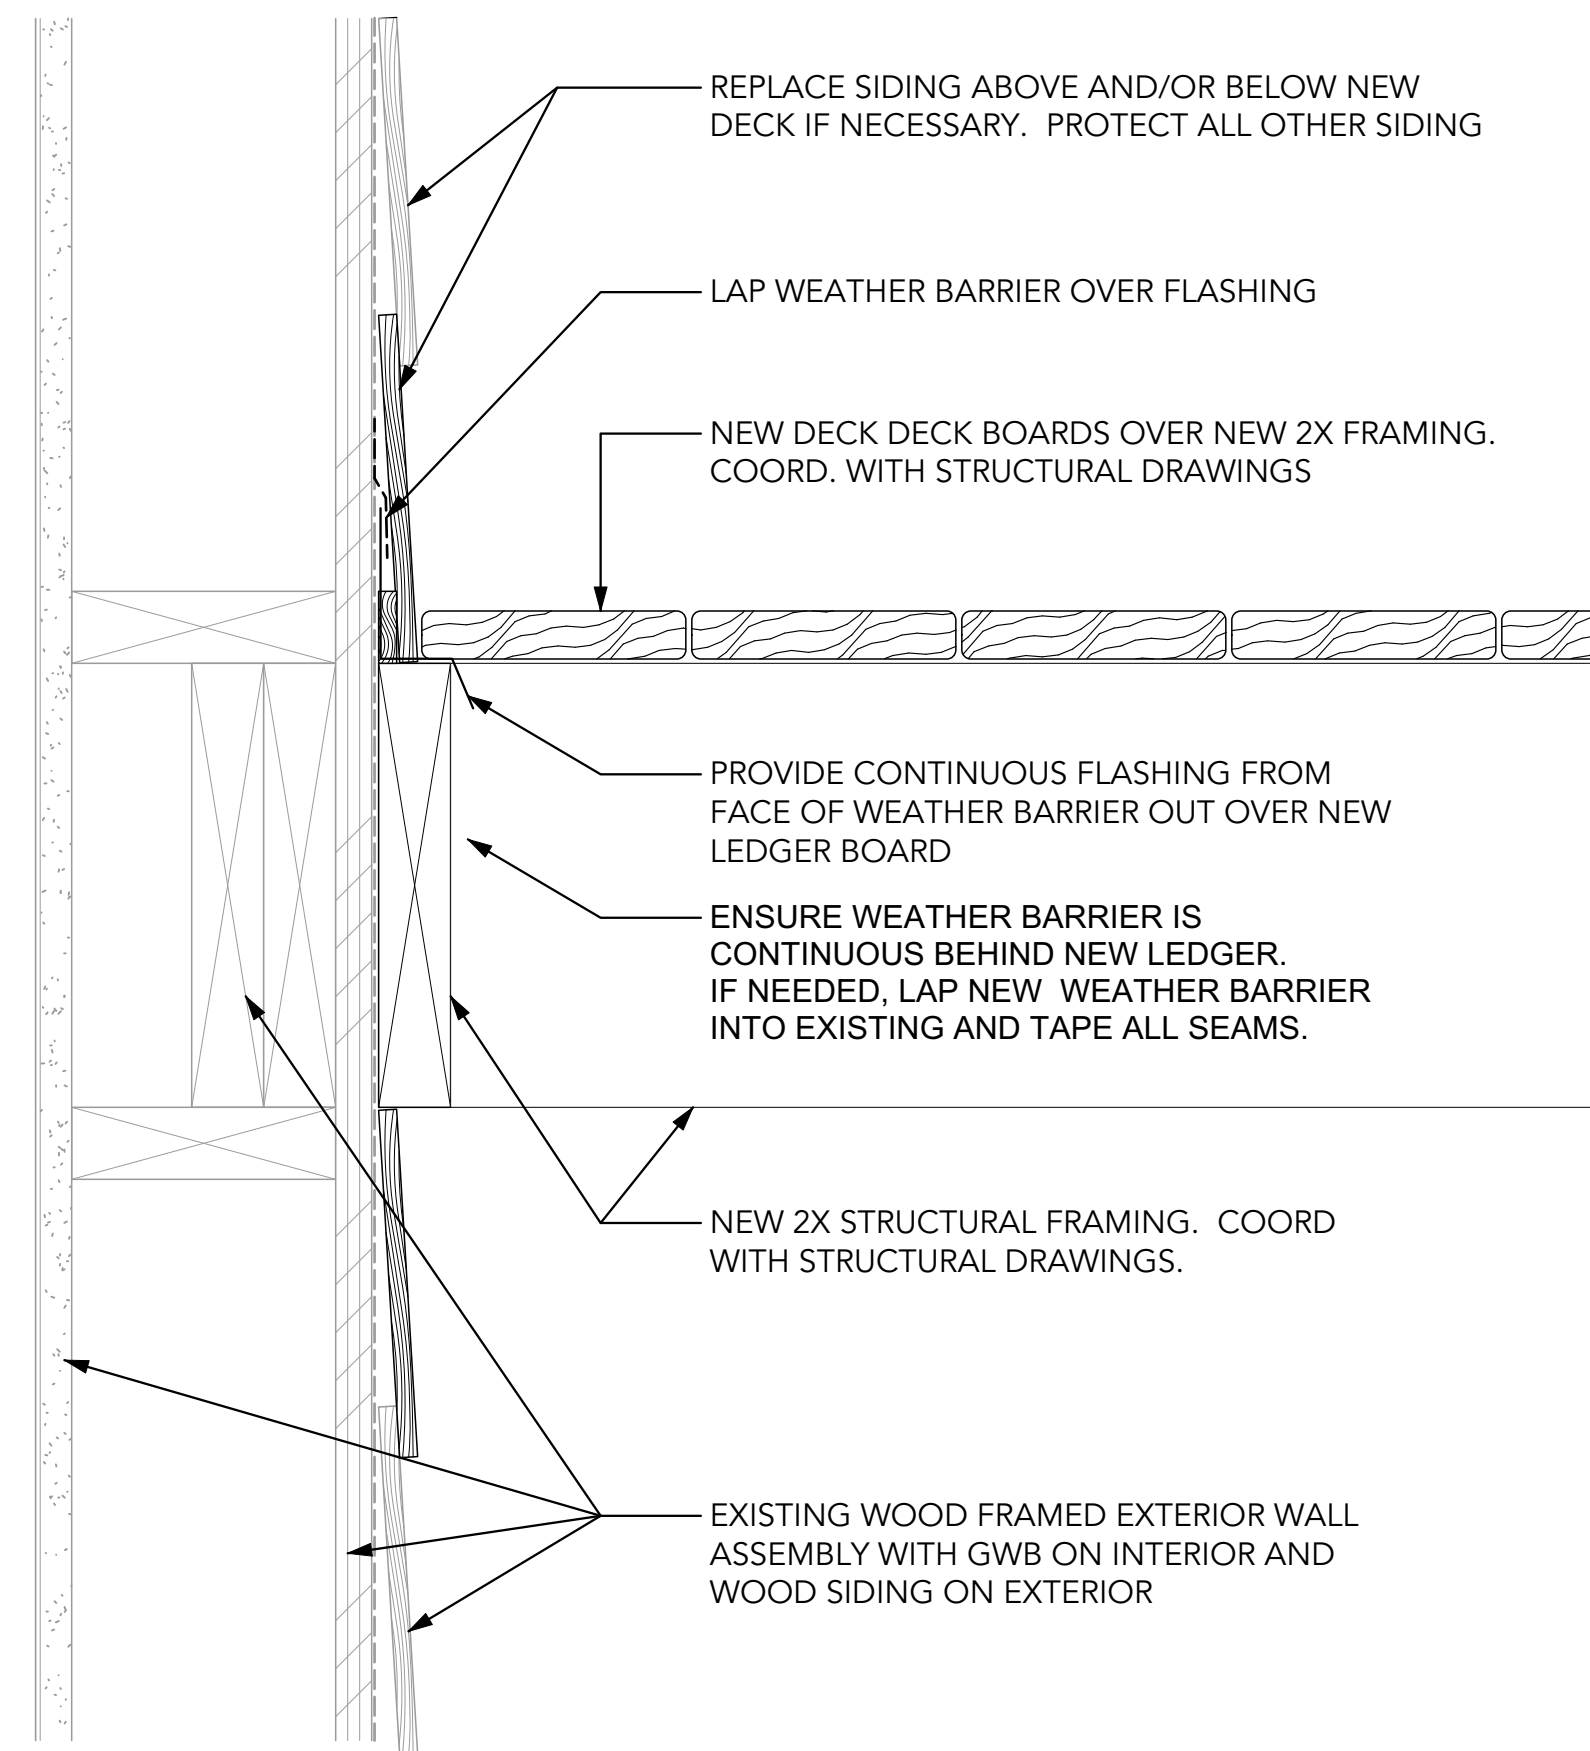 REPLACE SIDING ABOVE AND/OR BELOW NEW
DECK IF NECESSARY.  PROTECT ALL OTHER SIDING
LAP WEATHER BARRIER OVER FLASHING
NEW DECK DECK BOARDS OVER NEW 2X FRAMING.
COORD. WITH STRUCTURAL DRAWINGS
PROVIDE CONTINUOUS FLASHING FROM
FACE OF WEATHER BARRIER OUT OVER NEW
LEDGER BOARD
ENSURE WEATHER BARRIER IS
CONTINUOUS BEHIND NEW LEDGER.
IF NEEDED, LAP NEW  WEATHER BARRIER
INTO EXISTING AND TAPE ALL SEAMS.
NEW 2X STRUCTURAL FRAMING.  COORD
WITH STRUCTURAL DRAWINGS.
EXISTING WOOD FRAMED EXTERIOR WALL
ASSEMBLY WITH GWB ON INTERIOR AND
WOOD SIDING ON EXTERIOR